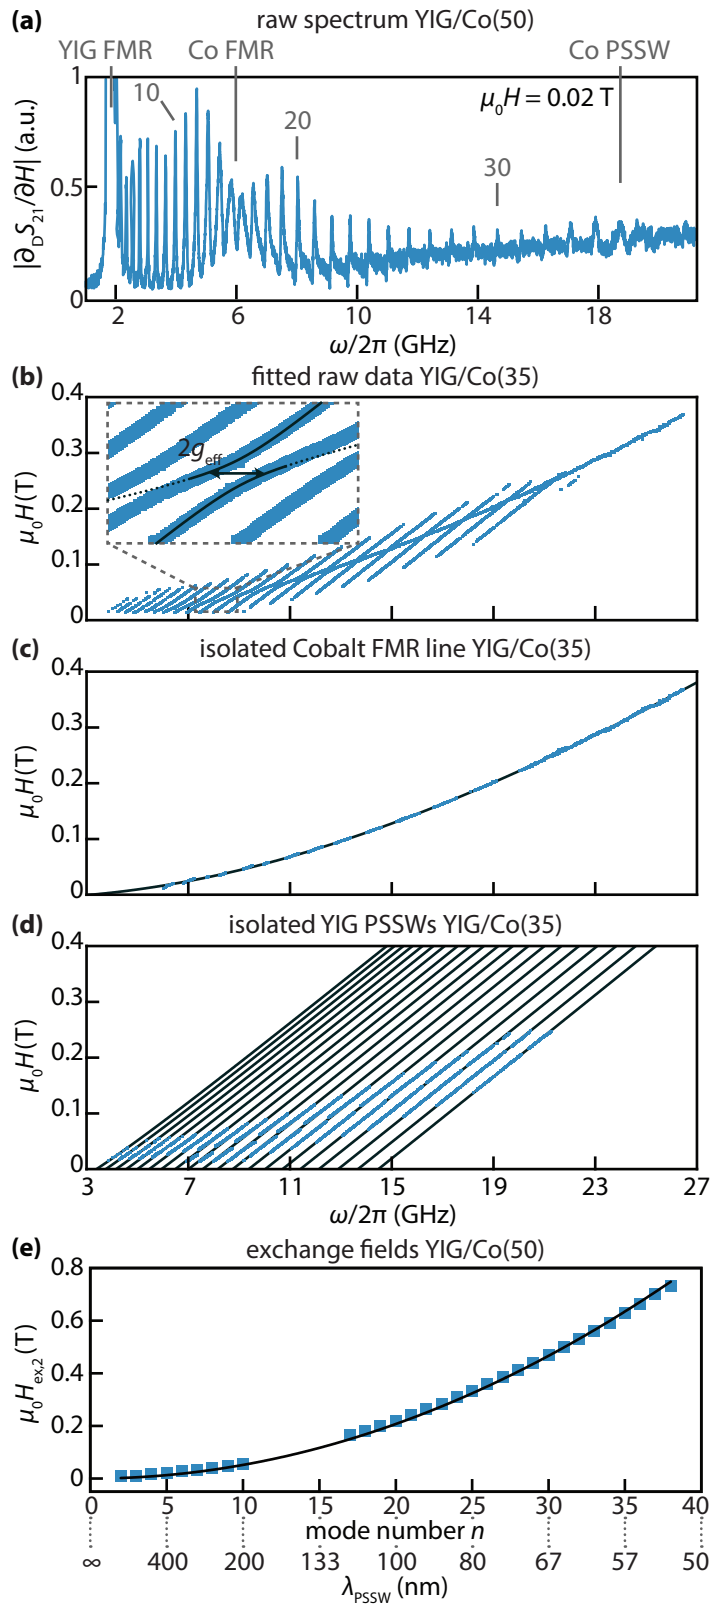 (a) raw spectrum YIG/Co(50)
YIG FMR Co FMR Co PSSW
1 10 20 30 μ₀H = 0.02 T
0.5
0
|∂_D S₂₁/∂H| (a.u.)
2 6 10 14 18
ω/2π (GHz)
(b) fitted raw data YIG/Co(35)
0.4
0.3
0.2
0.1
0
μ₀H (T)
2g_eff
(c) isolated Cobalt FMR line YIG/Co(35)
0.4
0.3
0.2
0.1
0
μ₀H (T)
(d) isolated YIG PSSWs YIG/Co(35)
0.4
0.3
0.2
0.1
0
μ₀H (T)
3 7 11 15 19 23 27
ω/2π (GHz)
(e) exchange fields YIG/Co(50)
0.8
0.6
0.4
0.2
0
μ₀H_ex,2 (T)
0 5 10 15 20 25 30 35 40
mode number n
∞ 400 200 133 100 80 67 57 50
λ_PSSW (nm)